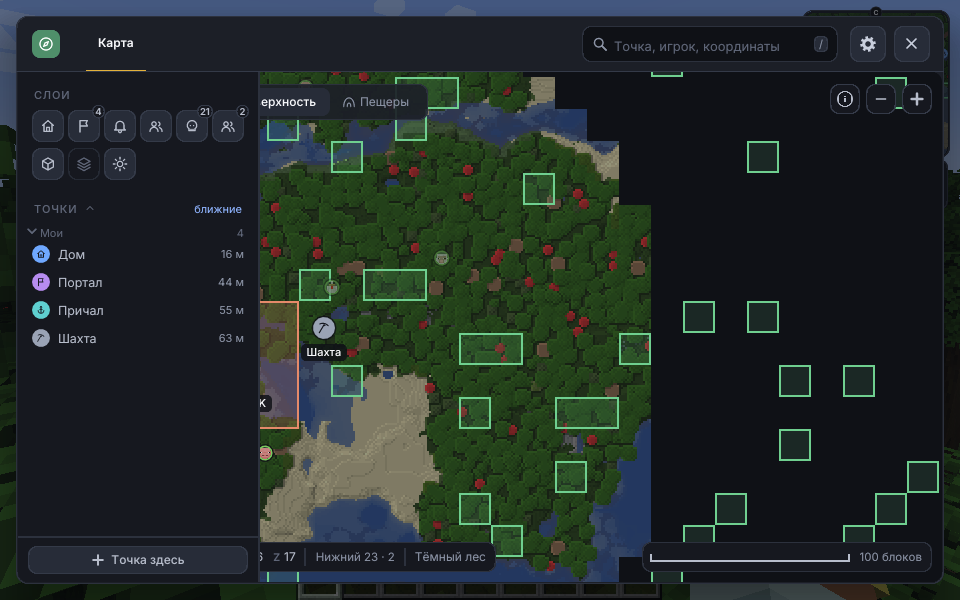 c
Карта
Точка, игрок, координаты /
СЛОИ
4
21
2
ерхность
Пещеры
ТОЧКИ
ближние
Мои 4
Дом 16 м
Портал 44 м
Причал 55 м
Шахта 63 м
Шахта
К
Точка здесь
6 z 17 Нижний 23 · 2 Тёмный лес
100 блоков